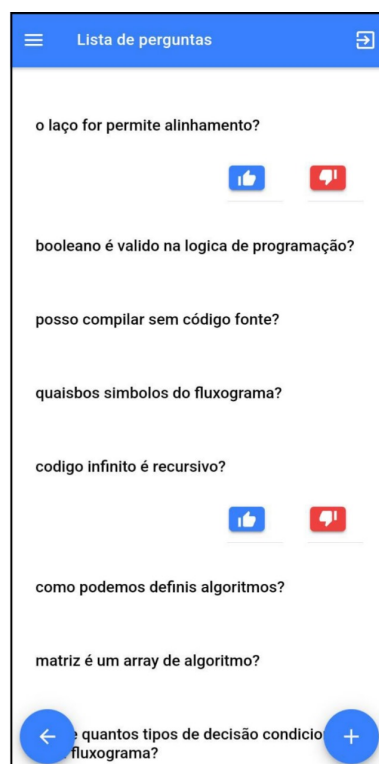 Lista de perguntas
o laço for permite alinhamento?
booleano é valido na logica de programação?
posso compilar sem código fonte?
quaisbos simbolos do fluxograma?
codigo infinito é recursivo?
como podemos definis algoritmos?
matriz é um array de algoritmo?
quantos tipos de decisão
fluxograma?